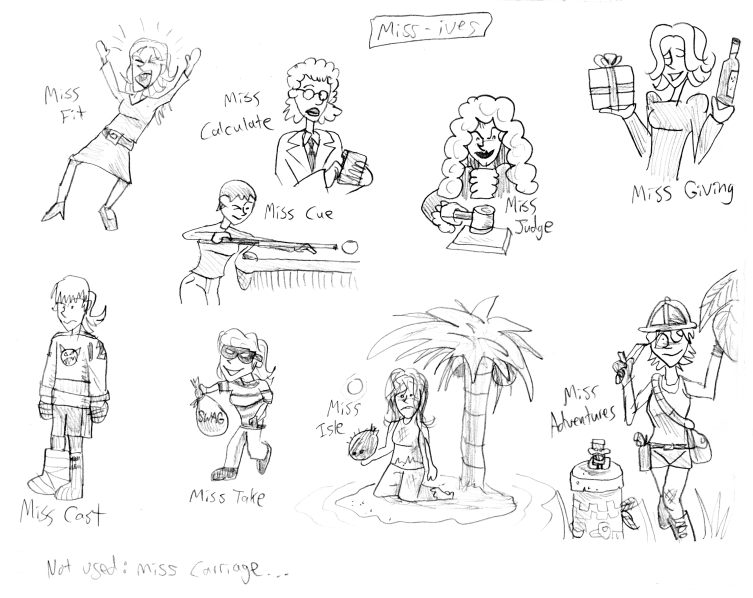 Miss-ives
Miss
Fit
Miss
Calculate
Miss Cue
Miss
Judge
Miss Giving
Miss Cast
SWAG
Miss Take
Miss
Isle
Miss
Adventures
Not used: miss carriage...